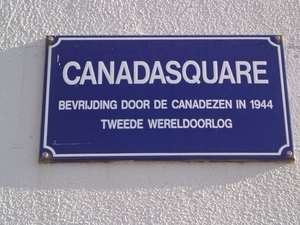 CANADASQUARE
BEVRIJDING DOOR DE CANADEZEN IN 1944
TWEEDE WERELDOORLOG